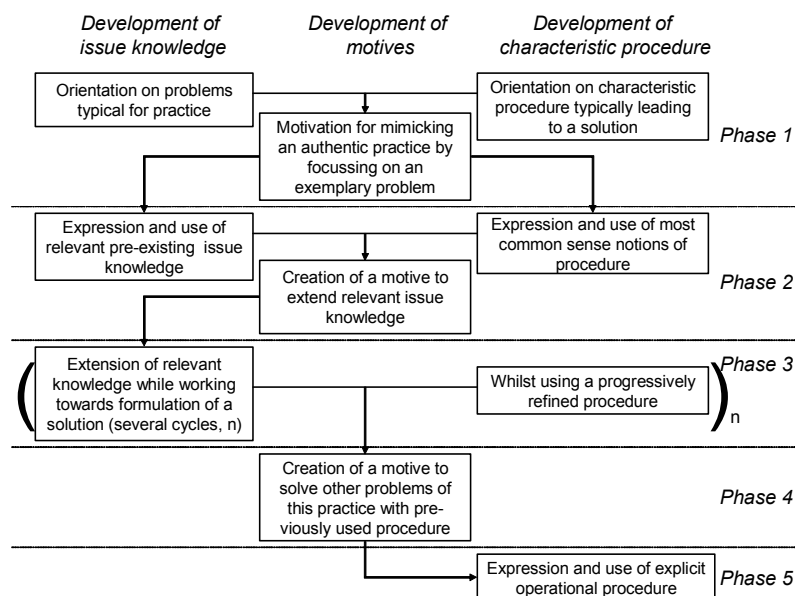 Development of
issue knowledge
Development of
motives
Development of
characteristic procedure
Orientation on problems
typical for practice
Orientation on characteristic
procedure typically leading
to a solution
Motivation for mimicking
an authentic practice by
focussing on an
exemplary problem
Phase 1
Expression and use of
relevant pre-existing issue
knowledge
Expression and use of most
common sense notions of
procedure
Creation of a motive to
extend relevant issue
knowledge
Phase 2
Extension of relevant
knowledge while working
towards formulation of a
solution (several cycles, n)
Whilst using a progressively
refined procedure
n
Phase 3
Creation of a motive to
solve other problems of
this practice with pre-
viously used procedure
Phase 4
Expression and use of explicit
operational procedure
Phase 5